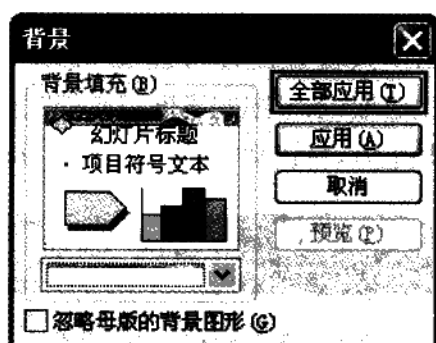 背景
背景填充(R)
全部应用(T)
幻灯片标题
应用(A)
· 项目符号文本
取消
预览(P)
忽略母版的背景图形(G)